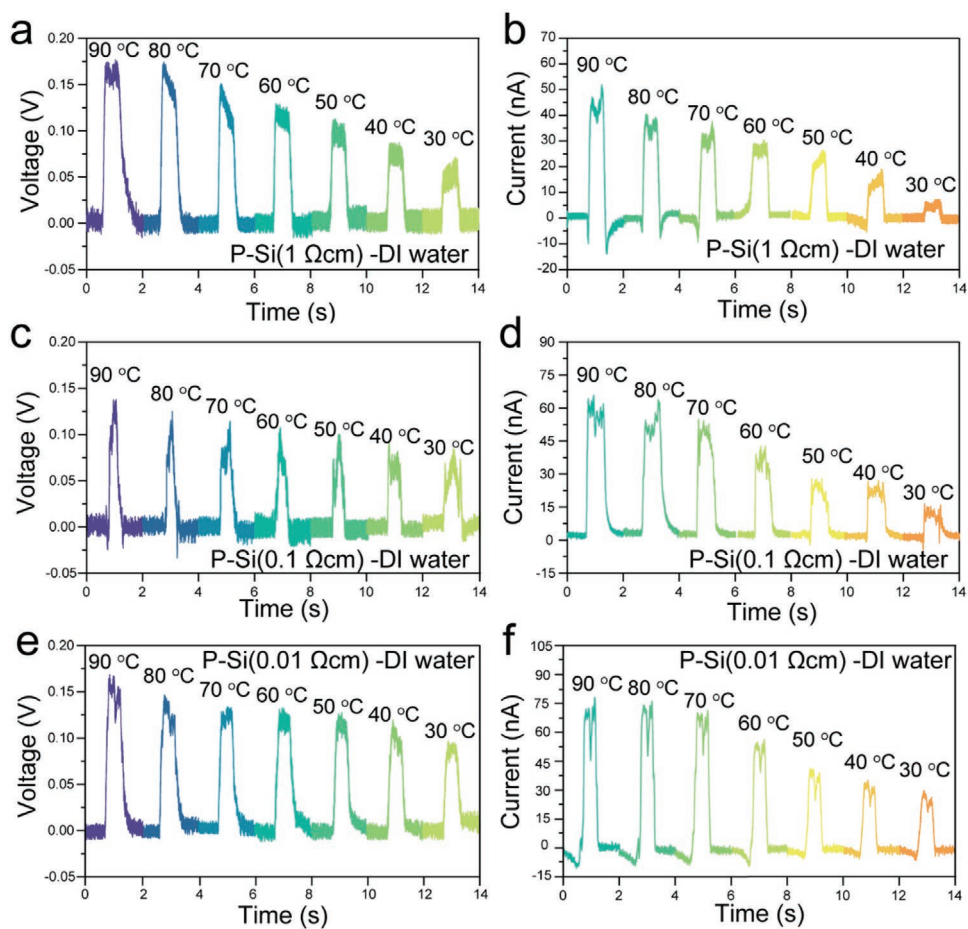 a
0.20
0.15
0.10
0.05
0.00
-0.05
Voltage (V)
90 °C
80 °C
70 °C
60 °C
50 °C
40 °C
30 °C
P-Si(1 Ωcm) -DI water
0 2 4 6 8 10 12 14
Time (s)
b
70
60
50
40
30
20
10
0
-10
-20
Current (nA)
90 °C
80 °C
70 °C
60 °C
50 °C
40 °C
30 °C
P-Si(1 Ωcm) -DI water
0 2 4 6 8 10 12 14
Time (s)
c
0.20
0.15
0.10
0.05
0.00
-0.05
Voltage (V)
90 °C
80 °C
70 °C
60 °C
50 °C
40 °C
30 °C
P-Si(0.1 Ωcm) -DI water
0 2 4 6 8 10 12 14
Time (s)
d
90
75
60
45
30
15
0
-15
Current (nA)
90 °C
80 °C
70 °C
60 °C
50 °C
40 °C
30 °C
P-Si(0.1 Ωcm) -DI water
0 2 4 6 8 10 12 14
Time (s)
e
0.20
0.15
0.10
0.05
0.00
-0.05
Voltage (V)
P-Si(0.01 Ωcm) -DI water
90 °C
80 °C
70 °C
60 °C
50 °C
40 °C
30 °C
0 2 4 6 8 10 12 14
Time (s)
f
105
90
75
60
45
30
15
0
-15
Current (nA)
P-Si(0.01 Ωcm) -DI water
90 °C
80 °C
70 °C
60 °C
50 °C
40 °C
30 °C
0 2 4 6 8 10 12 14
Time (s)